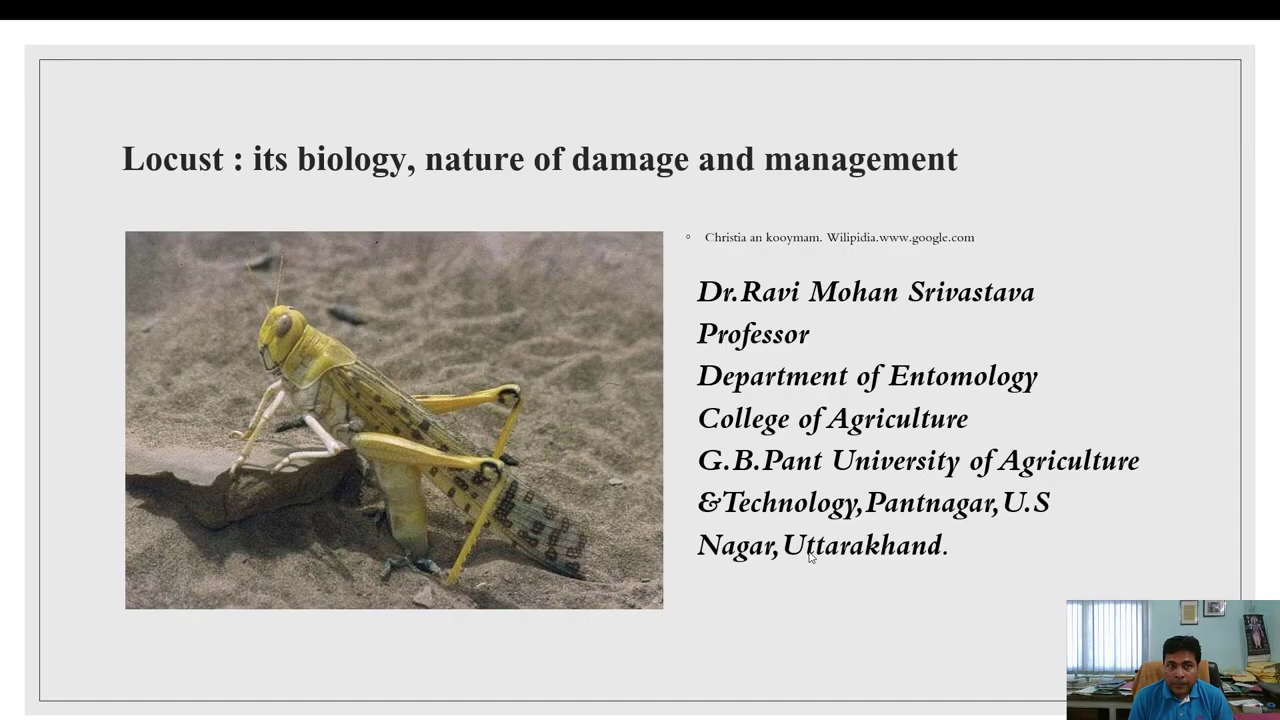 Locust : its biology, nature of damage and management
Christia an kooymam. Wilipidia.www.google.com
Dr.Ravi Mohan Srivastava
Professor
Department of Entomology
College of Agriculture
G.B.Pant University of Agriculture
&Technology,Pantnagar,U.S
Nagar,Uttarakhand.